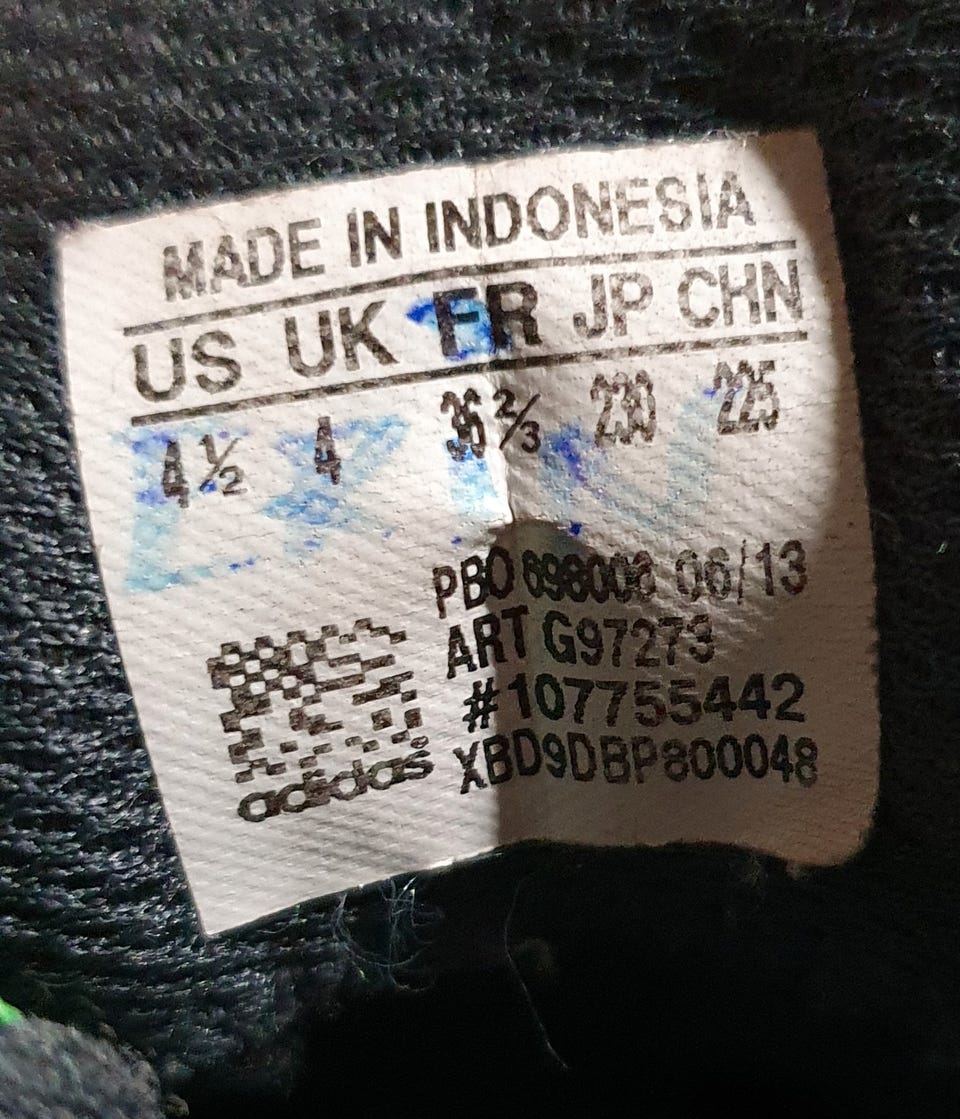 MADE IN INDONESIA
US UK FR JP CHN
4½ 4 36⅔ 230 225
PBO 698006 06/13
ART G97273
#107755442
XBD9DBP800048
adidas®